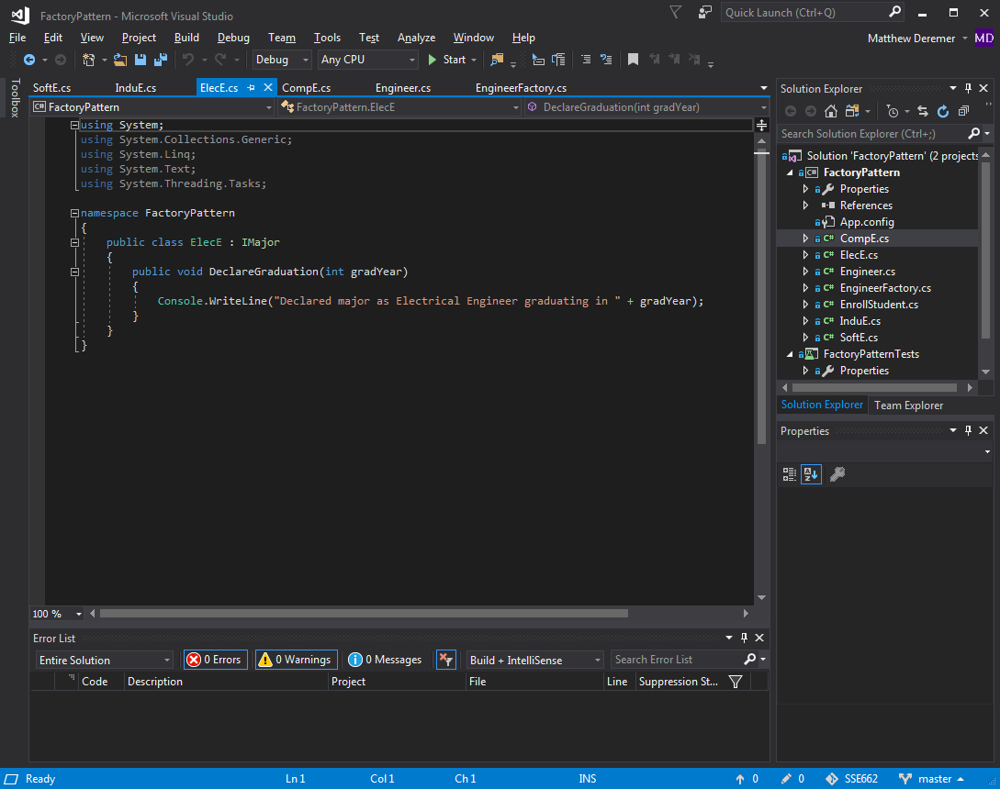 FactoryPattern - Microsoft Visual Studio
Quick Launch (Ctrl+Q)
File Edit View Project Build Debug Team Tools Test Analyze Window Help
Matthew Deremer MD
Debug Any CPU Start
Toolbox
SoftE.cs InduE.cs ElecE.cs CompE.cs Engineer.cs EngineerFactory.cs
C# FactoryPattern FactoryPattern.ElecE DeclareGraduation(int gradYear)
using System;
using System.Collections.Generic;
using System.Linq;
using System.Text;
using System.Threading.Tasks;
namespace FactoryPattern
{
public class ElecE : IMajor
{
public void DeclareGraduation(int gradYear)
{
Console.WriteLine("Declared major as Electrical Engineer graduating in " + gradYear);
}
}
}
100 %
Solution Explorer
Search Solution Explorer (Ctrl+;)
Solution 'FactoryPattern' (2 projects
C# FactoryPattern
Properties
References
App.config
C# CompE.cs
C# ElecE.cs
C# Engineer.cs
C# EngineerFactory.cs
C# EnrollStudent.cs
C# InduE.cs
C# SoftE.cs
FactoryPatternTests
Properties
Solution Explorer Team Explorer
Properties
Error List
Entire Solution 0 Errors 0 Warnings 0 Messages Build + IntelliSense Search Error List
Code Description Project File Line Suppression St...
Ready Ln 1 Col 1 Ch 1 INS 0 0 SSE662 master